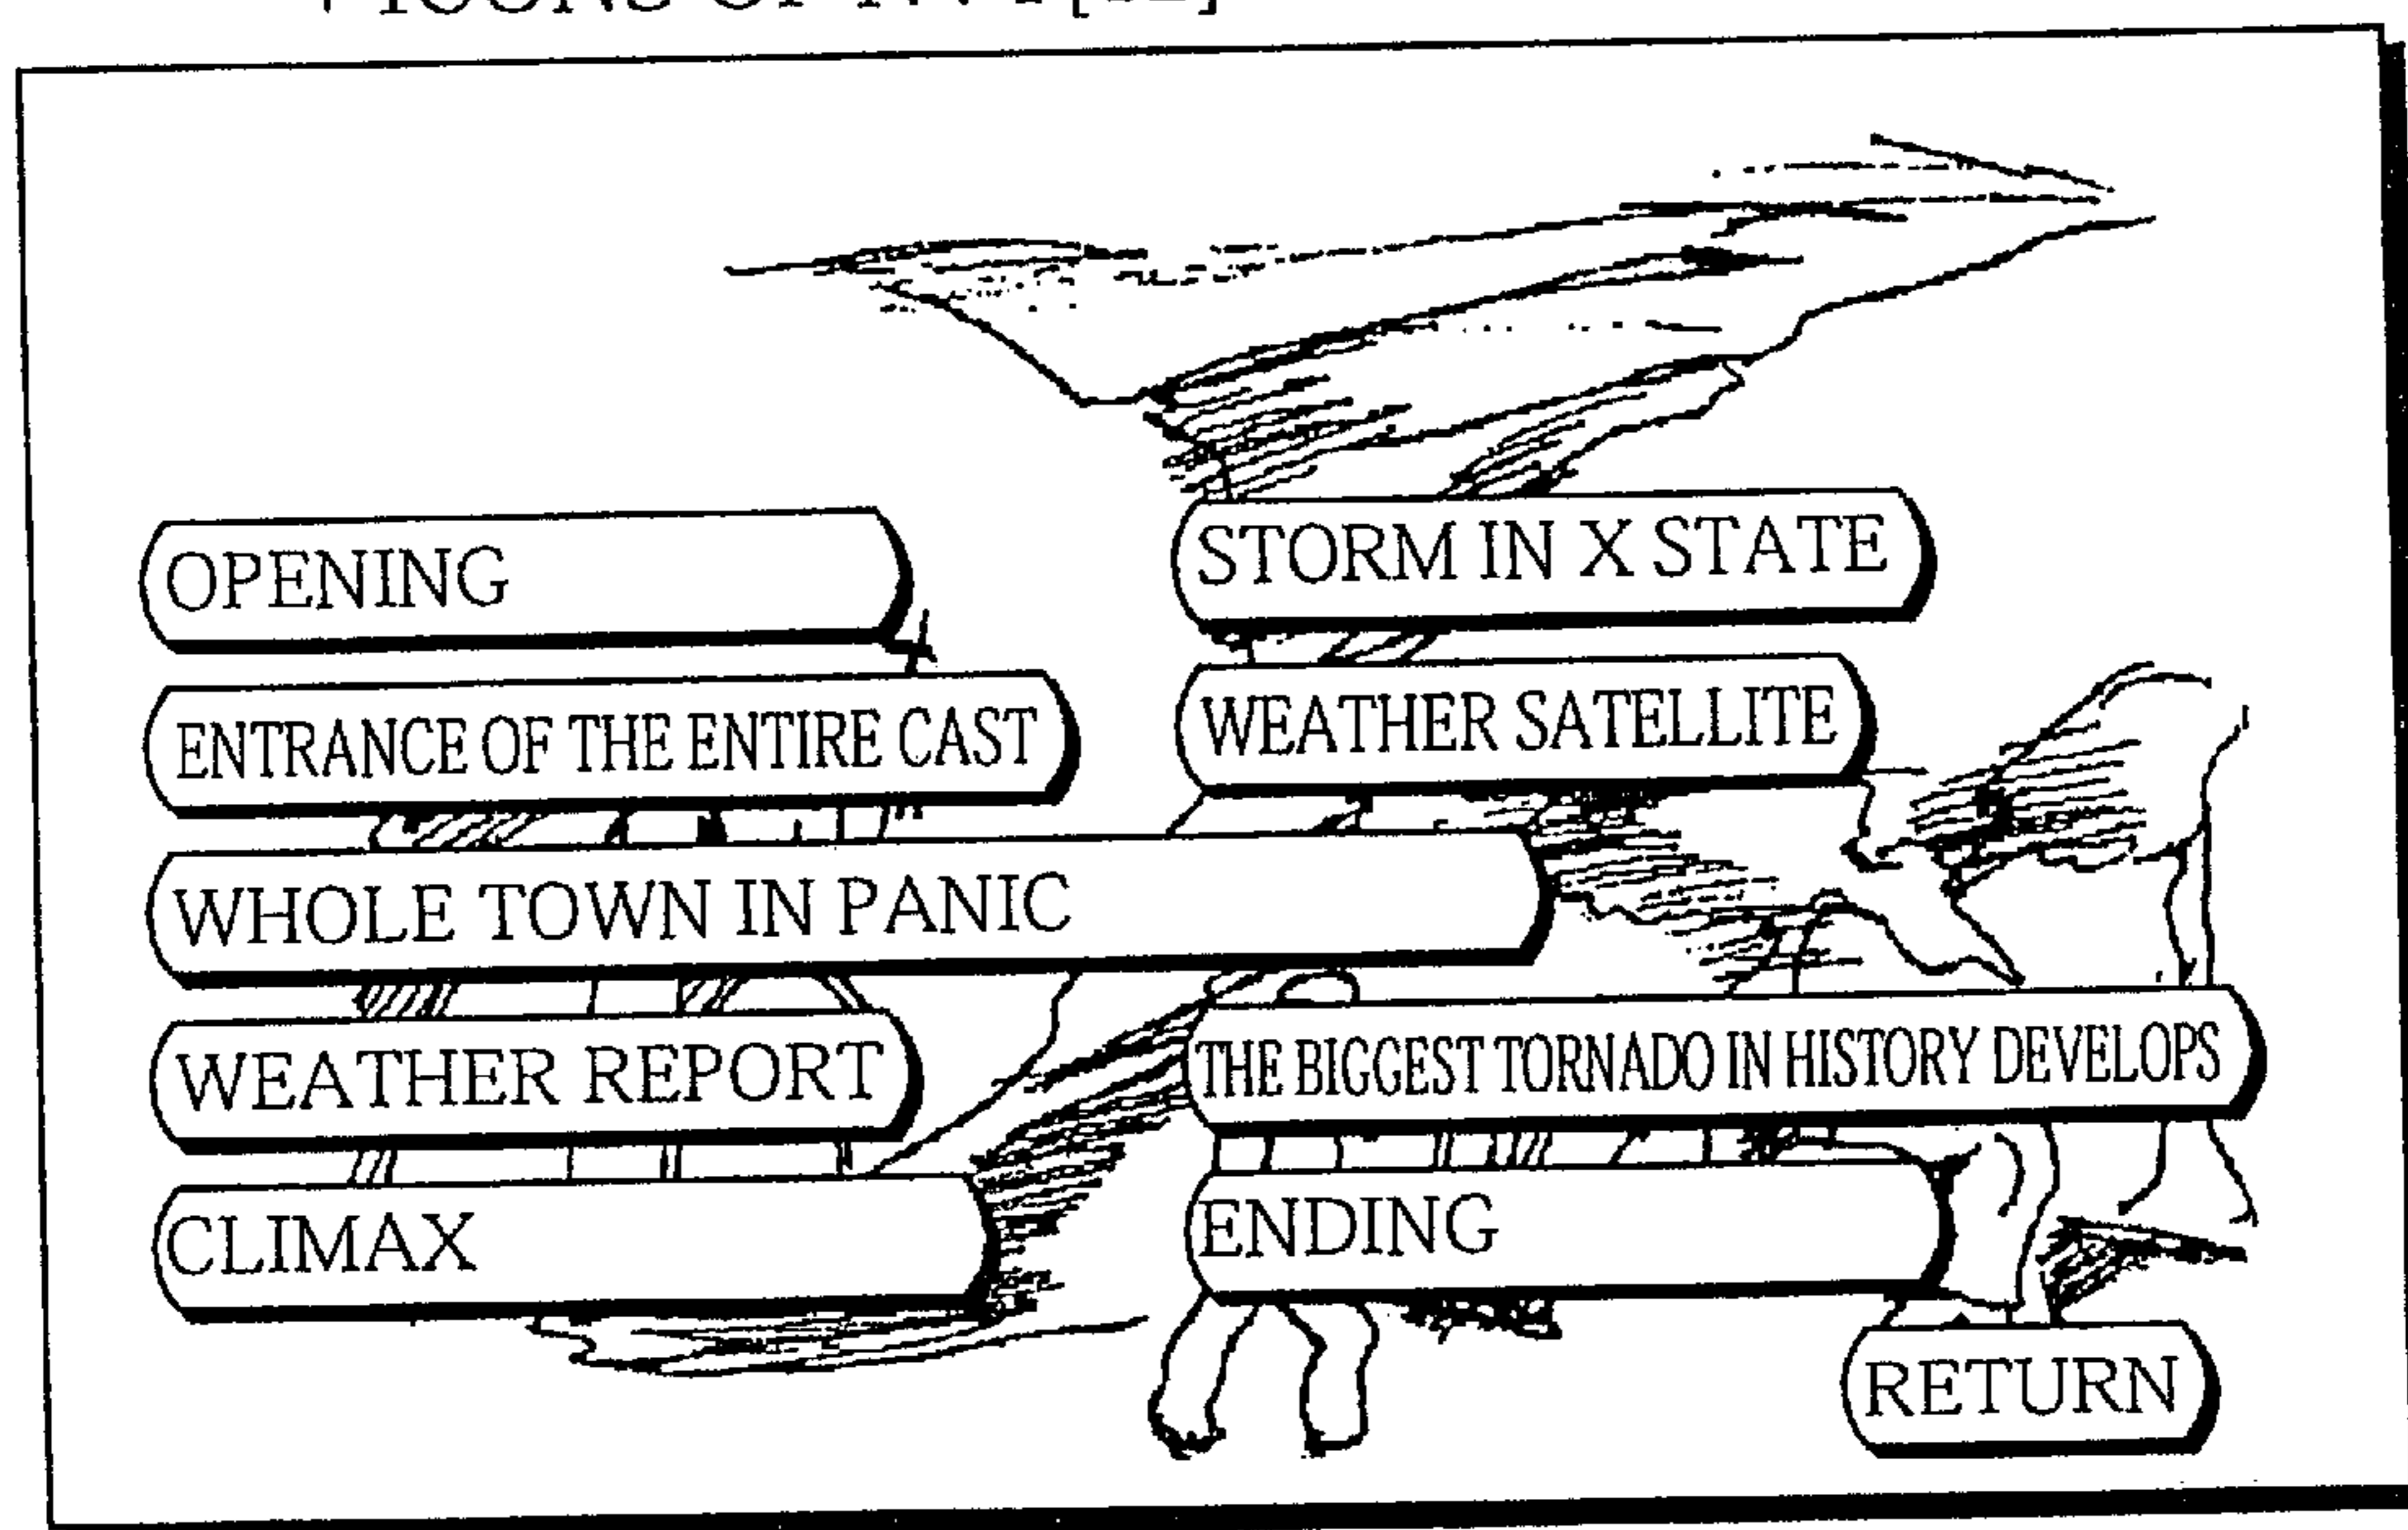 OPENING
ENTRANCE OF THE ENTIRE CAST
WHOLE TOWN IN PANIC
WEATHER REPORT
CLIMAX
STORM IN X STATE
WEATHER SATELLITE
THE BIGGEST TORNADO IN HISTORY DEVELOPS
ENDING
RETURN